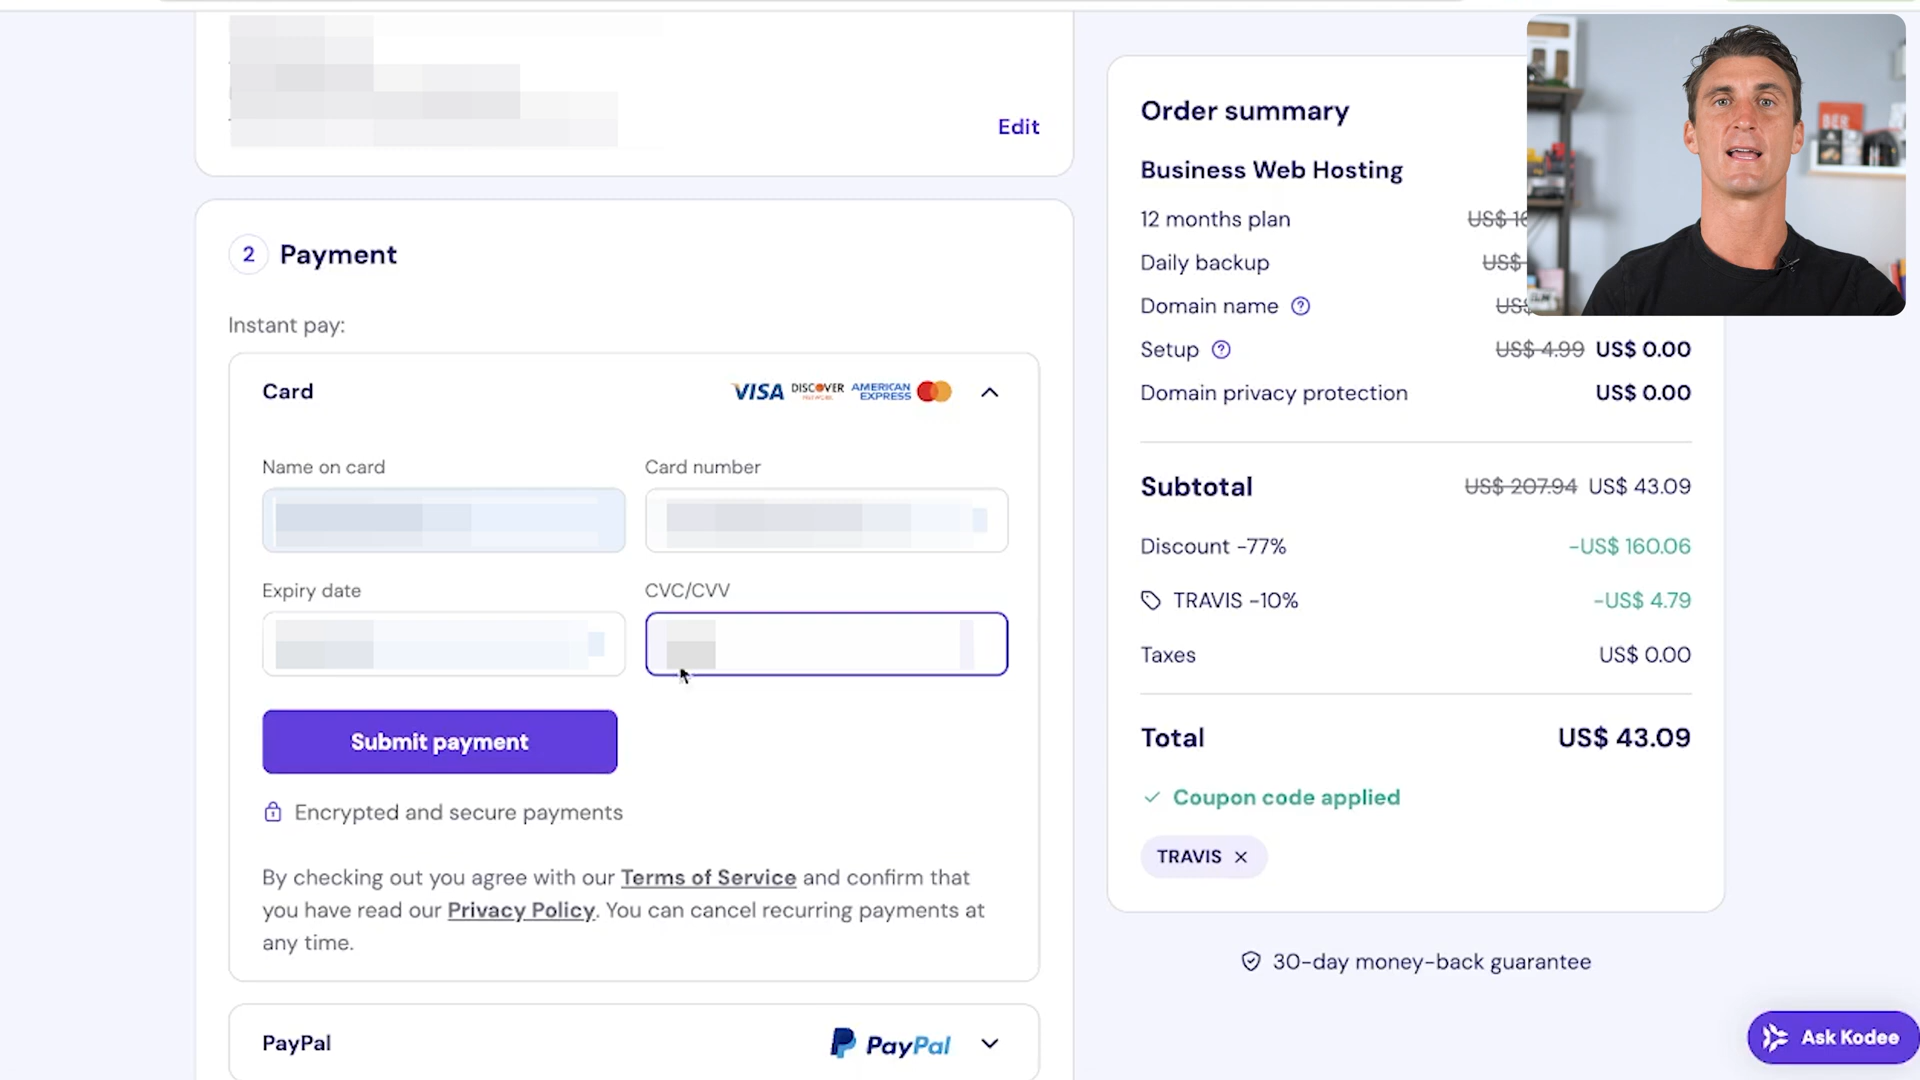 Edit
2 Payment
Instant pay:
Card
VISA DISCOVER AMERICAN EXPRESS
Name on card
Card number
Expiry date
CVC/CVV
Submit payment
Encrypted and secure payments
By checking out you agree with our Terms of Service and confirm that
you have read our Privacy Policy. You can cancel recurring payments at
any time.
PayPal
PayPal
Order summary
Business Web Hosting
12 months plan US$
Daily backup US$
Domain name US$
Setup US$ 4.99 US$ 0.00
Domain privacy protection US$ 0.00
Subtotal US$ 207.94 US$ 43.09
Discount -77% -US$ 160.06
TRAVIS -10% -US$ 4.79
Taxes US$ 0.00
Total US$ 43.09
Coupon code applied
TRAVIS
30-day money-back guarantee
Ask Kodee